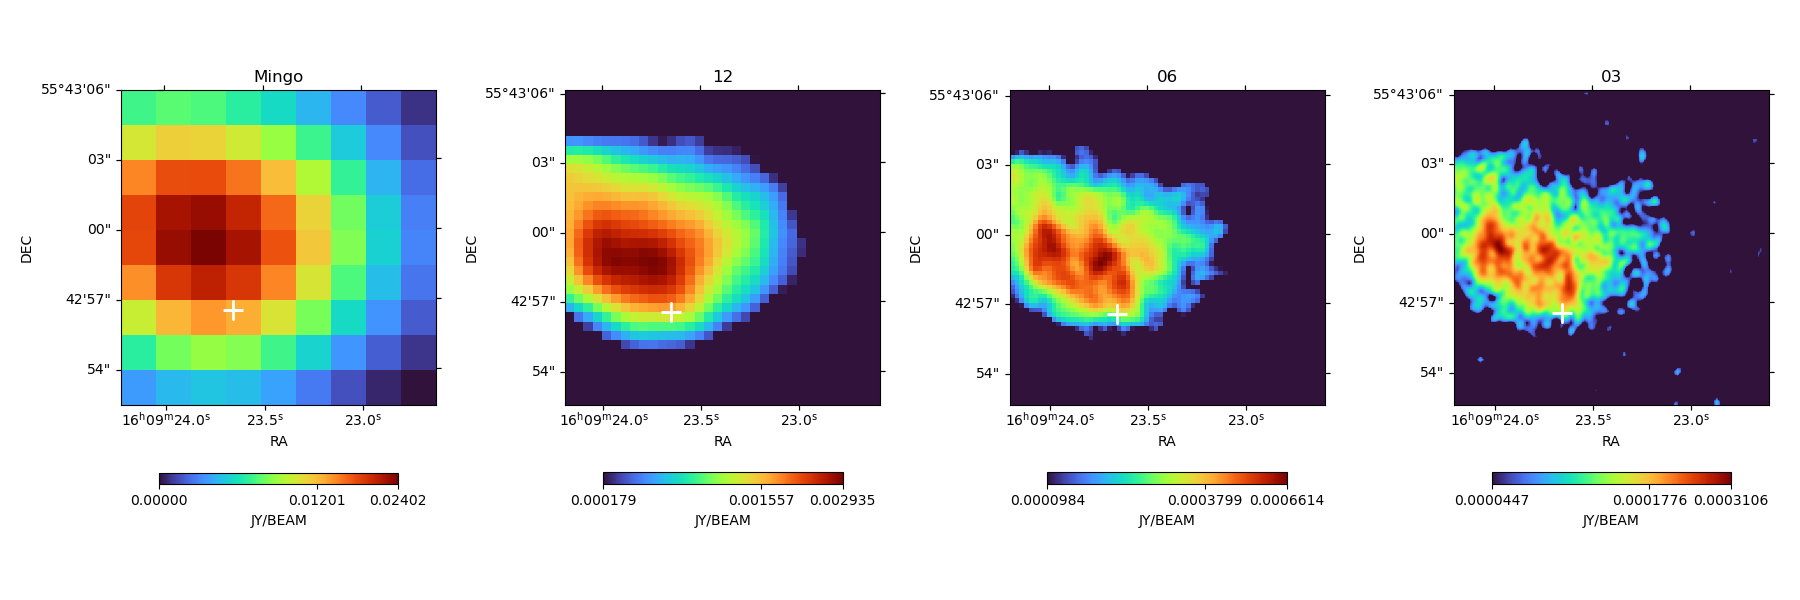 Mingo
55°43'06"
03"
00"
42'57"
54"
DEC
16ʰ09ᵐ24.0ˢ 23.5ˢ 23.0ˢ
RA
0.00000 0.01201 0.02402
JY/BEAM
12
55°43'06"
03"
00"
42'57"
54"
DEC
16ʰ09ᵐ24.0ˢ 23.5ˢ 23.0ˢ
RA
0.000179 0.001557 0.002935
JY/BEAM
06
55°43'06"
03"
00"
42'57"
54"
DEC
16ʰ09ᵐ24.0ˢ 23.5ˢ 23.0ˢ
RA
0.0000984 0.0003799 0.0006614
JY/BEAM
03
55°43'06"
03"
00"
42'57"
54"
DEC
16ʰ09ᵐ24.0ˢ 23.5ˢ 23.0ˢ
RA
0.0000447 0.0001776 0.0003106
JY/BEAM